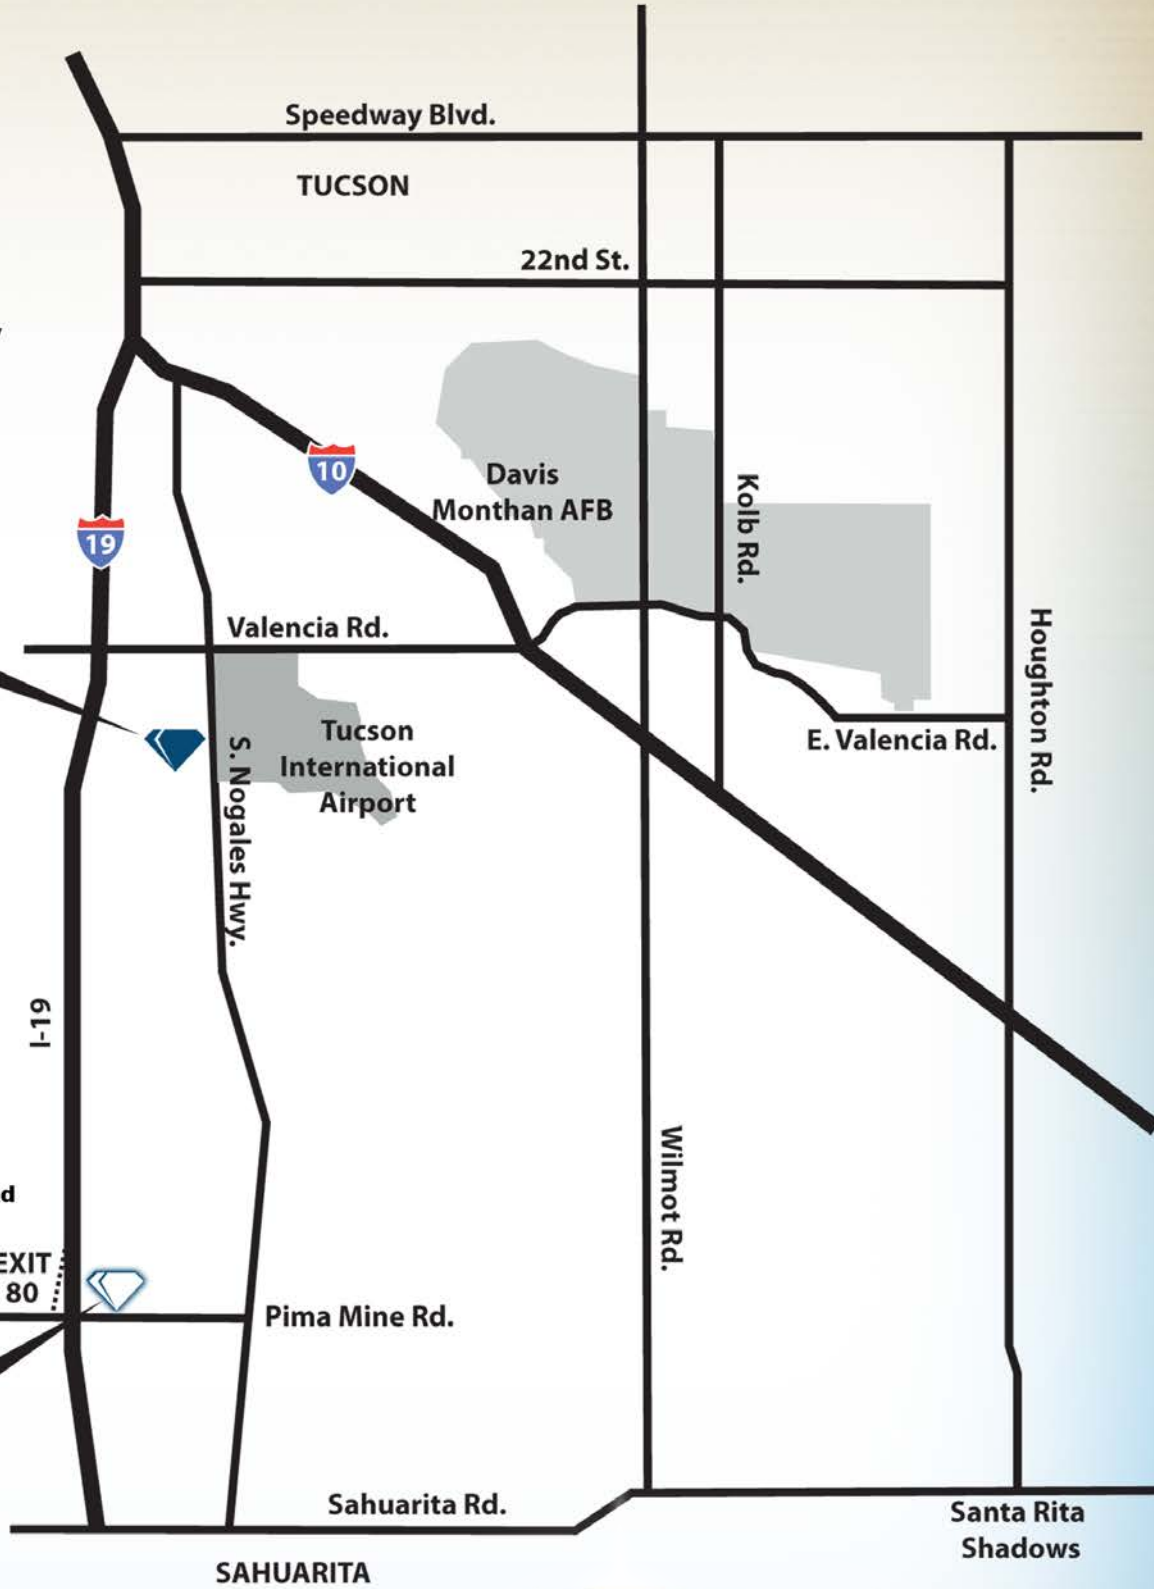 Speedway Blvd.
TUCSON
22nd St.
10
Davis
Monthan AFB
Kolb Rd.
19
Valencia Rd.
Houghton Rd.
Tucson
International
Airport
S. Nogales Hwy.
E. Valencia Rd.
I-19
Wilmot Rd.
d
EXIT
80
Pima Mine Rd.
Sahuarita Rd.
Santa Rita
Shadows
SAHUARITA